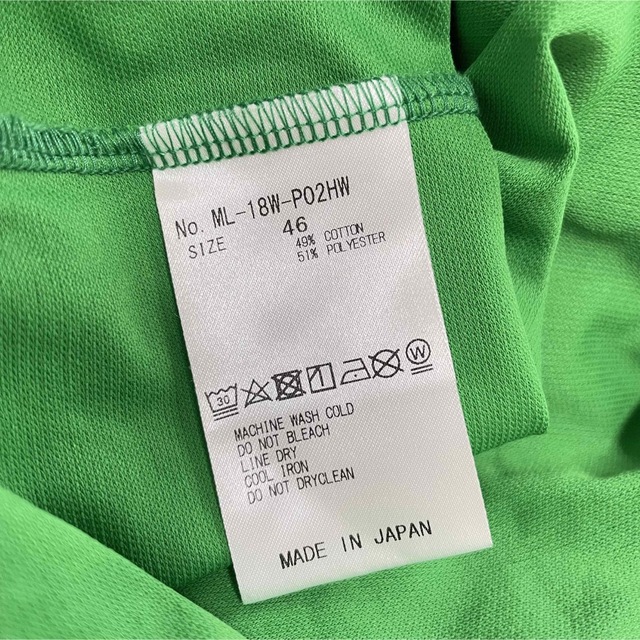 No. ML-18W-P02HW
SIZE 46
49% COTTON
51% POLYESTER
30 W
MACHINE WASH COLD
DO NOT BLEACH
LINE DRY
COOL IRON
DO NOT DRYCLEAN
MADE IN JAPAN